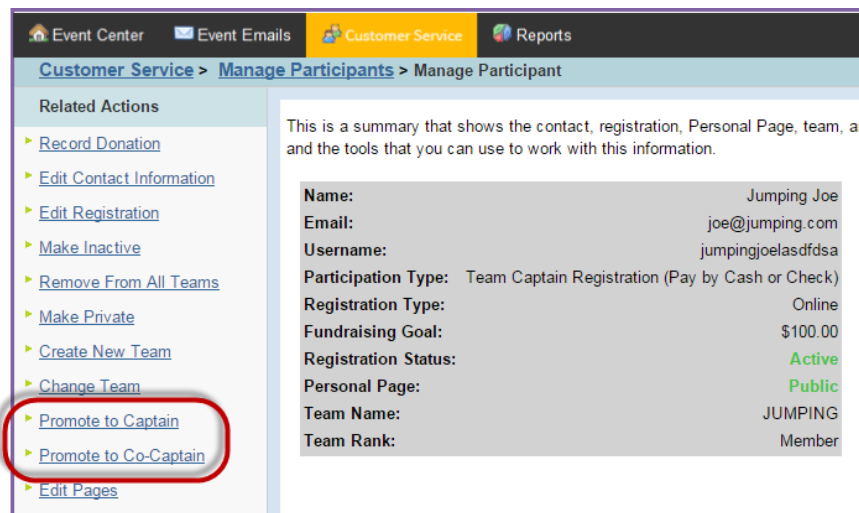 Event Center Event Emails Customer Service Reports
Customer Service > Manage Participants > Manage Participant
Related Actions
Record Donation
Edit Contact Information
Edit Registration
Make Inactive
Remove From All Teams
Make Private
Create New Team
Change Team
Promote to Captain
Promote to Co-Captain
Edit Pages
This is a summary that shows the contact, registration, Personal Page, team,
and the tools that you can use to work with this information.
Name: Jumping Joe
Email: joe@jumping.com
Username: jumpingjoelasdfdsa
Participation Type: Team Captain Registration (Pay by Cash or Check)
Registration Type: Online
Fundraising Goal: $100.00
Registration Status: Active
Personal Page: Public
Team Name: JUMPING
Team Rank: Member